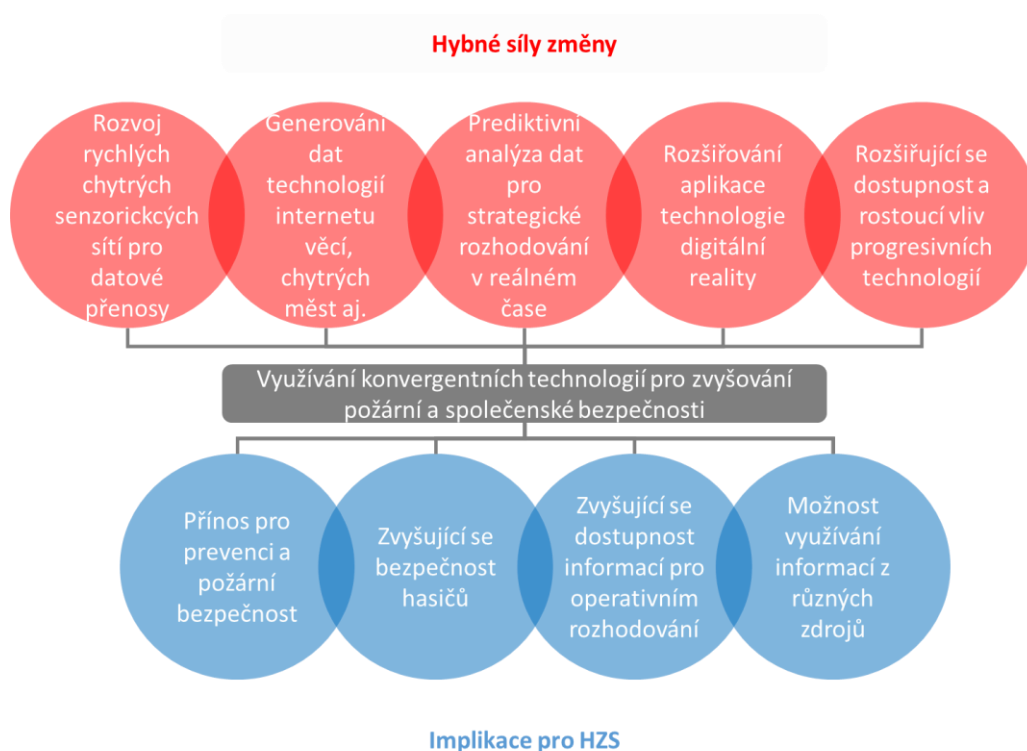 Hybné síly změny
Rozvoj
rychlých
chytrých
senzorickcých
sítí pro
datové
přenosy
Generování
dat
technologií
internetu
věcí,
chytrých
měst aj.
Prediktivní
analýza dat
pro
strategické
rozhodování
v reálném
čase
Rozšiřování
aplikace
technologie
digitální
reality
Rozšiřující se
dostupnost a
rostoucí vliv
progresivních
technologií
Využívání konvergentních technologií pro zvyšování
požární a společenské bezpečnosti
Přínos pro
prevenci a
požární
bezpečnost
Zvyšující se
bezpečnost
hasičů
Zvyšující se
dostupnost
informací pro
operativním
rozhodování
Možnost
využívání
informací z
různých
zdrojů
Implikace pro HZS